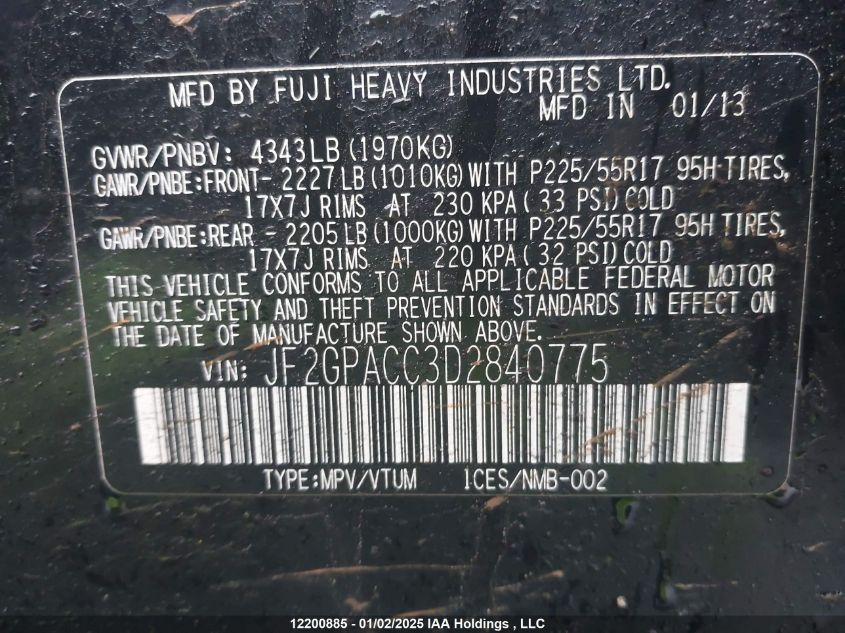 MFD BY FUJI HEAVY INDUSTRIES LTD.
MFD IN 01/13
GVWR/PNBV: 4343LB (1970KG)
GAWR/PNBE:FRONT- 2227LB (1010KG) WITH P225/55R17 95H TIRES,
17X7J RIMS AT 230 KPA (33 PSI) COLD
GAWR/PNBE:REAR - 2205LB (1000KG) WITH P225/55R17 95H TIRES,
17X7J RIMS AT 220 KPA (32 PSI) COLD
THIS VEHICLE CONFORMS TO ALL APPLICABLE FEDERAL MOTOR
VEHICLE SAFETY AND THEFT PREVENTION STANDARDS IN EFFECT ON
THE DATE OF MANUFACTURE SHOWN ABOVE.
VIN: JF2GPACC3D2840775
TYPE:MPV/VTUM 1CES/NMB-002
12200885 - 01/02/2025 IAA Holdings , LLC